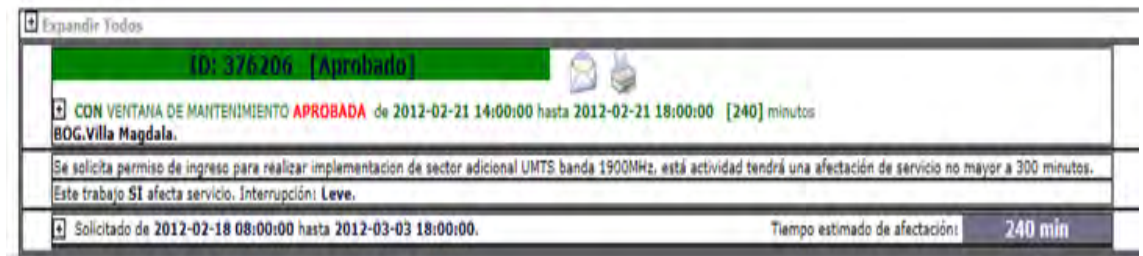 Expandir Todos
ID: 376206 [Aprobado]
CON VENTANA DE MANTENIMIENTO APROBADA de 2012-02-21 14:00:00 hasta 2012-02-21 18:00:00 [240] minutos
BOG.Villa Magdala.
Se solicita permiso de ingreso para realizar implementacion de sector adicional UMTS banda 1900MHz, está actividad tendrá una afectación de servicio no mayor a 300 minutos.
Este trabajo SI afecta servicio. Interrupción: Leve.
Solicitado de 2012-02-18 08:00:00 hasta 2012-03-03 18:00:00. Tiempo estimado de afectación: 240 min